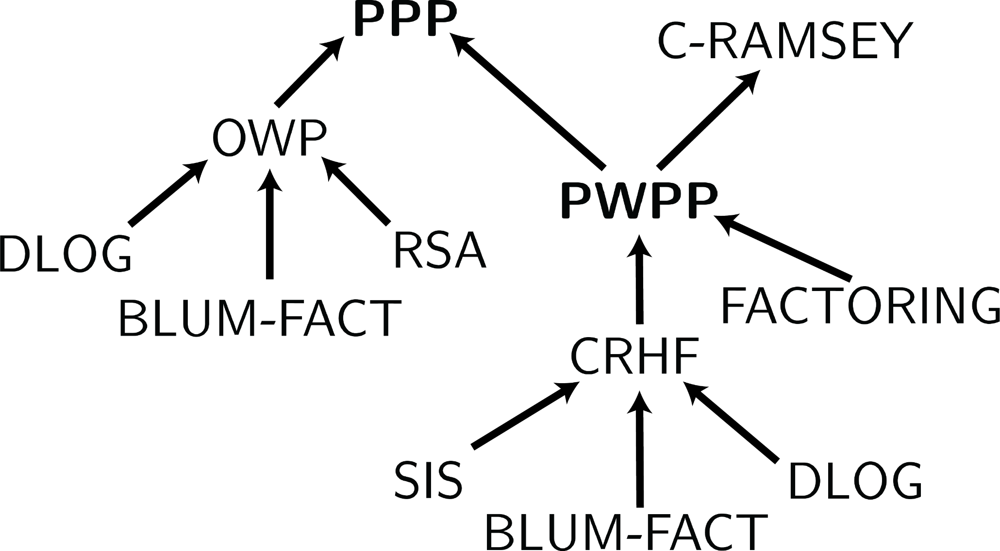 PPP
C-RAMSEY
OWP
PWPP
DLOG
RSA
BLUM-FACT
FACTORING
CRHF
SIS
DLOG
BLUM-FACT